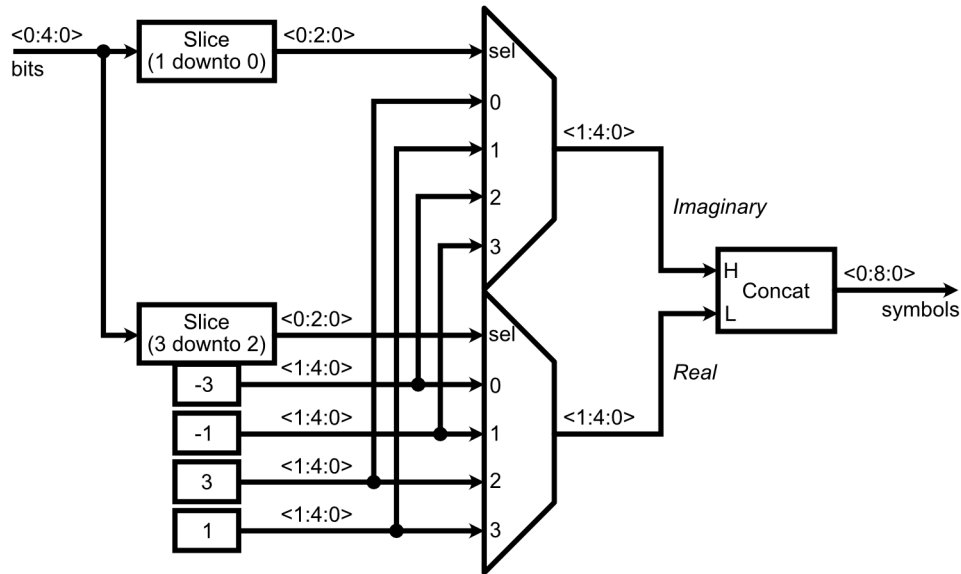 <0:4:0>
bits
Slice
(1 downto 0)
<0:2:0>
sel
0
1
2
3
<1:4:0>
Imaginary
Slice
(3 downto 2)
<0:2:0>
sel
-3
<1:4:0>
0
-1
<1:4:0>
1
3
<1:4:0>
2
1
<1:4:0>
3
<1:4:0>
Real
H
L
Concat
<0:8:0>
symbols